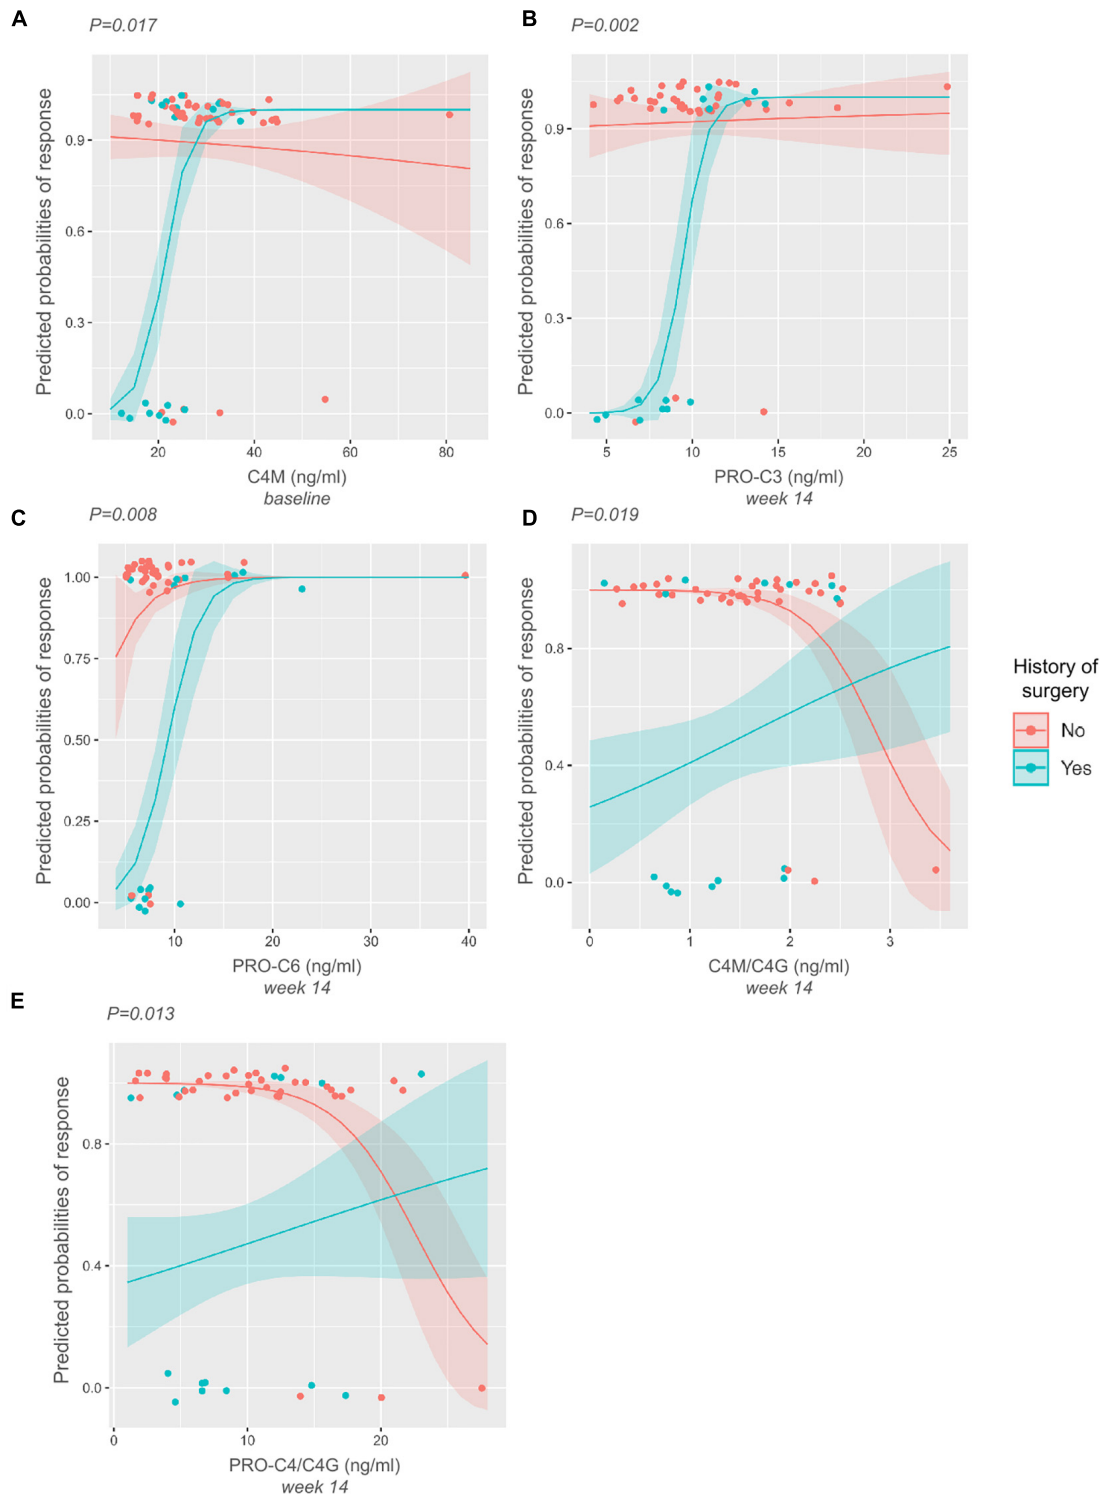 A
P=0.017
Predicted probabilities of response
0.9
0.6
0.3
0.0
20
40
60
80
C4M (ng/ml)
baseline
B
P=0.002
Predicted probabilities of response
0.9
0.6
0.3
0.0
5
10
15
20
25
PRO-C3 (ng/ml)
week 14
C
P=0.008
Predicted probabilities of response
1.00
0.75
0.50
0.25
0.00
10
20
30
40
PRO-C6 (ng/ml)
week 14
D
P=0.019
Predicted probabilities of response
0.8
0.4
0.0
0
1
2
3
C4M/C4G (ng/ml)
week 14
History of
surgery
No
Yes
E
P=0.013
Predicted probabilities of response
0.8
0.4
0.0
0
10
20
PRO-C4/C4G (ng/ml)
week 14